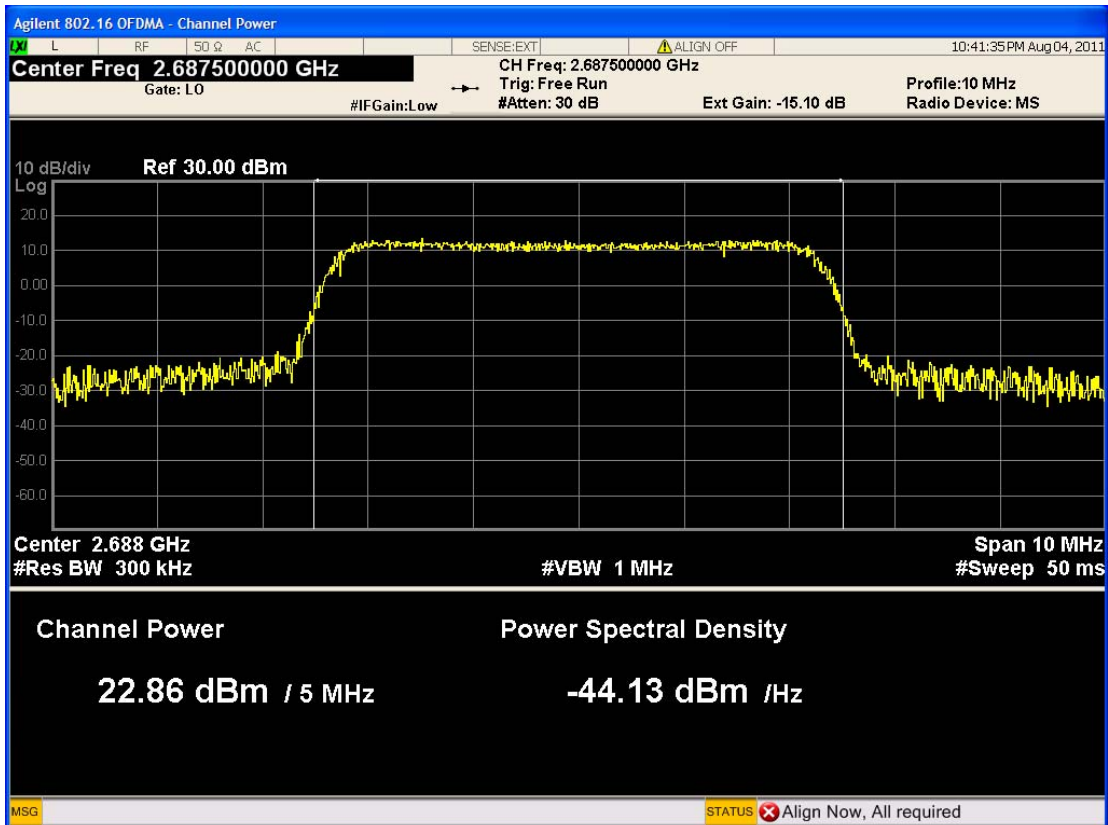 Agilent 802.16 OFDMA - Channel Power
LXI L RF 50 Ω AC SENSE:EXT ALIGN OFF 10:41:35 PM Aug 04, 2011
Center Freq 2.687500000 GHz CH Freq: 2.687500000 GHz
Gate: LO Trig: Free Run Profile:10 MHz
#IFGain:Low #Atten: 30 dB Ext Gain: -15.10 dB Radio Device: MS
10 dB/div Ref 30.00 dBm
Log
20.0
10.0
0.00
-10.0
-20.0
-30.0
-40.0
-50.0
-60.0
Center 2.688 GHz Span 10 MHz
#Res BW 300 kHz #VBW 1 MHz #Sweep 50 ms
Channel Power Power Spectral Density
22.86 dBm / 5 MHz -44.13 dBm /Hz
MSG STATUS Align Now, All required